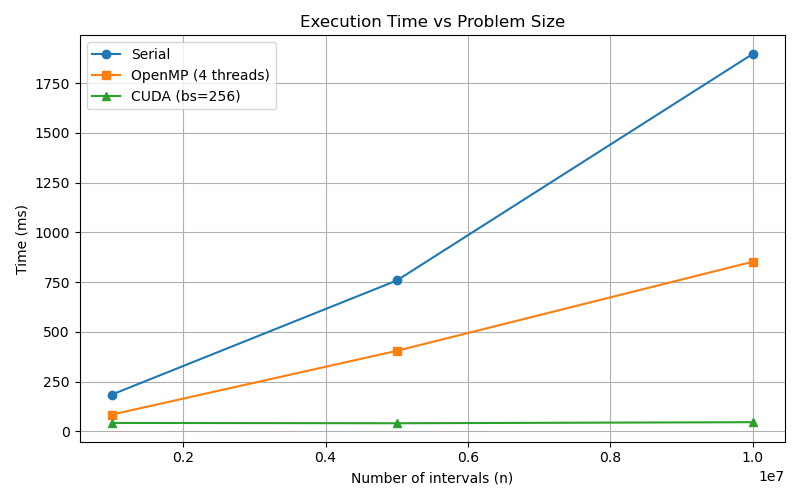 Execution Time vs Problem Size
Serial
OpenMP (4 threads)
CUDA (bs=256)
Time (ms)
1750
1500
1250
1000
750
500
250
0
0.2 0.4 0.6 0.8 1.0
1e7
Number of intervals (n)